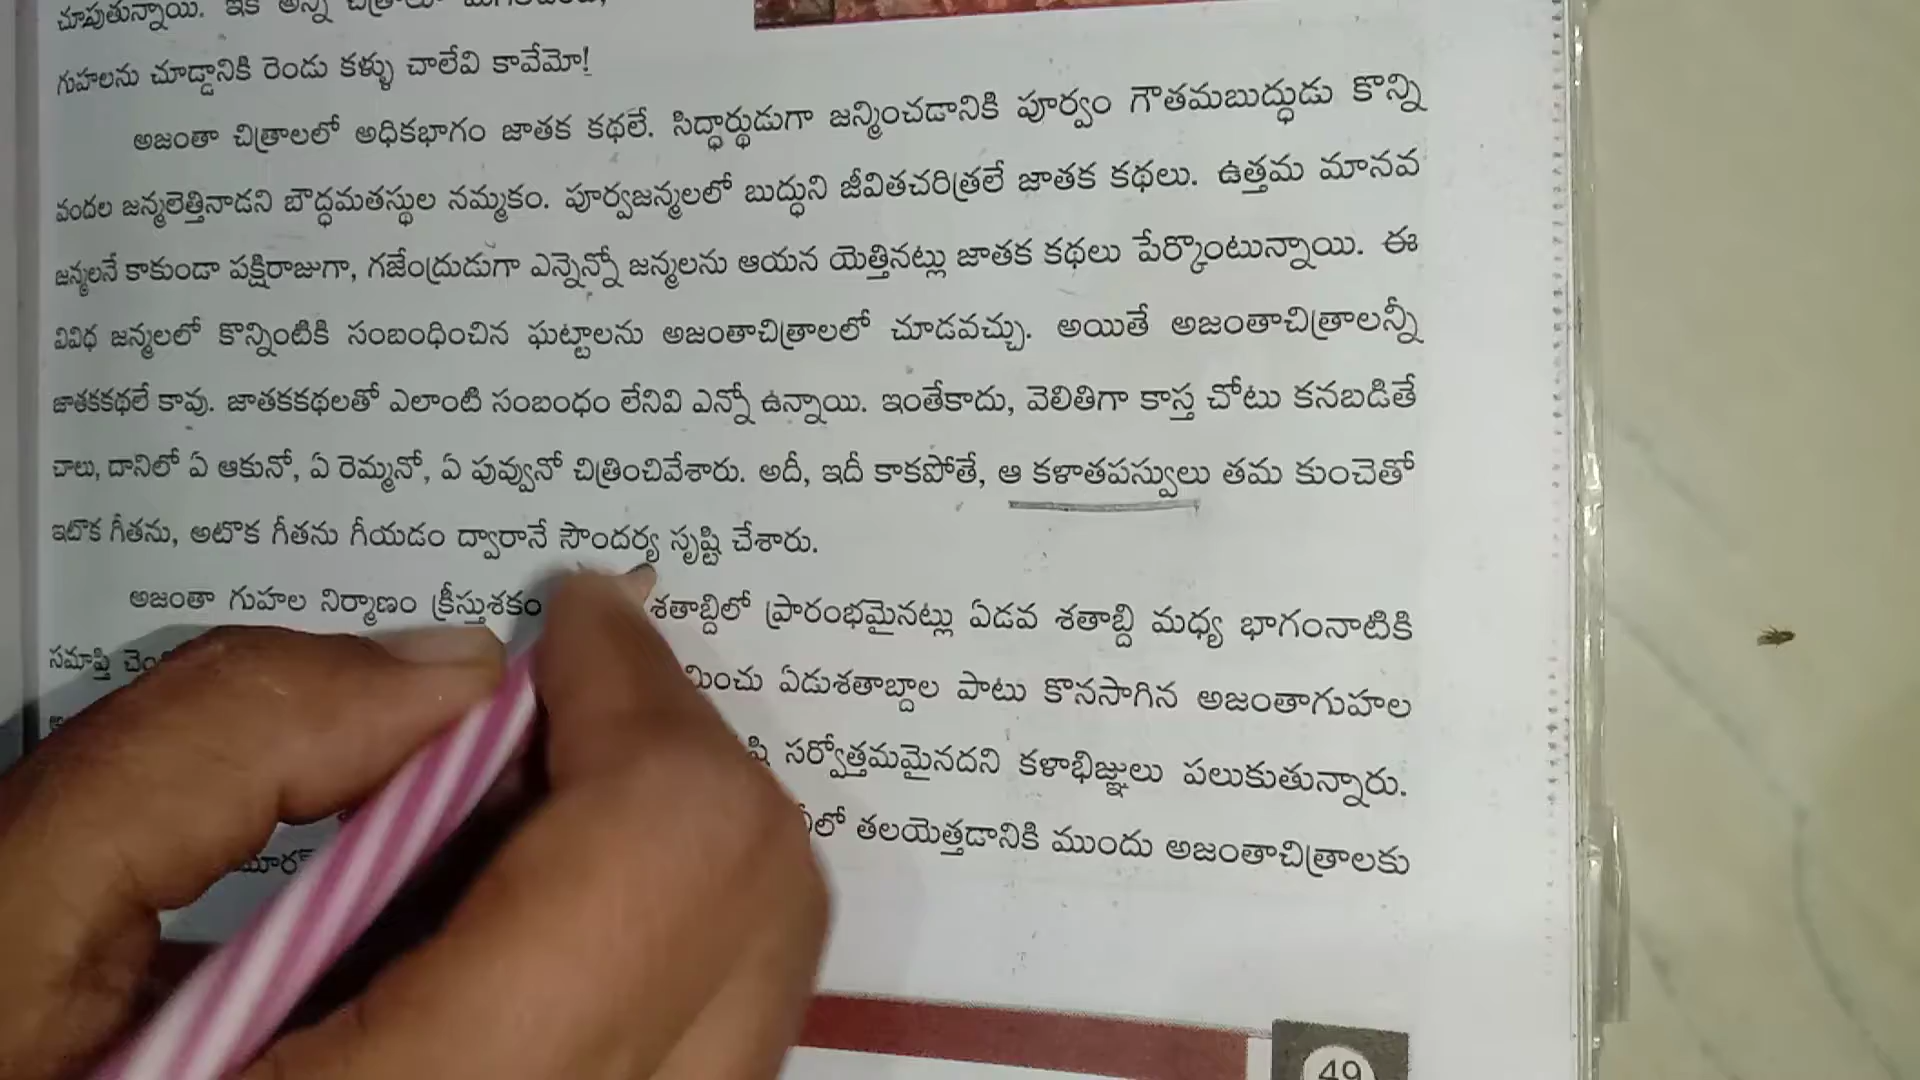 చూపుతున్నాయి. ఇక అన్ని చిత్రాలూ
గుహలను చూడ్డానికి రెండు కళ్ళు చాలేవి కావేమో!
అజంతా చిత్రాలలో అధికభాగం జాతక కథలే. సిద్ధార్థుడుగా జన్మించడానికి పూర్వం గౌతమబుద్ధుడు కొన్ని
వందల జన్మలెత్తినాడని బౌద్ధమతస్థుల నమ్మకం. పూర్వజన్మలలో బుద్ధుని జీవితచరిత్రలే జాతక కథలు. ఉత్తమ మానవ
జన్మలనే కాకుండా పక్షిరాజుగా, గజేంద్రుడుగా ఎన్నెన్నో జన్మలను ఆయన యెత్తినట్లు జాతక కథలు పేర్కొంటున్నాయి. ఈ
వివిధ జన్మలలో కొన్నింటికి సంబంధించిన ఘట్టాలను అజంతాచిత్రాలలో చూడవచ్చు. అయితే అజంతాచిత్రాలన్నీ
జాతకకథలే కావు. జాతకకథలతో ఎలాంటి సంబంధం లేనివి ఎన్నో ఉన్నాయి. ఇంతేకాదు, వెలితిగా కాస్త చోటు కనబడితే
చాలు, దానిలో ఏ ఆకునో, ఏ రెమ్మనో, ఏ పువ్వునో చిత్రించివేశారు. అదీ, ఇదీ కాకపోతే, ఆ కళాతపస్వులు తమ కుంచెతో
ఇటొక గీతను, అటొక గీతను గీయడం ద్వారానే సౌందర్య సృష్టి చేశారు.
అజంతా గుహల నిర్మాణం క్రీస్తుశకం శతాబ్దిలో ప్రారంభమైనట్లు ఏడవ శతాబ్ది మధ్య భాగంనాటికి
సమాప్తి ఏడుశతాబ్దాల పాటు కొనసాగిన అజంతాగుహల
సర్వోత్తమమైనదని కళాభిజ్ఞులు పలుకుతున్నారు.
తలయెత్తడానికి ముందు అజంతాచిత్రాలకు
49